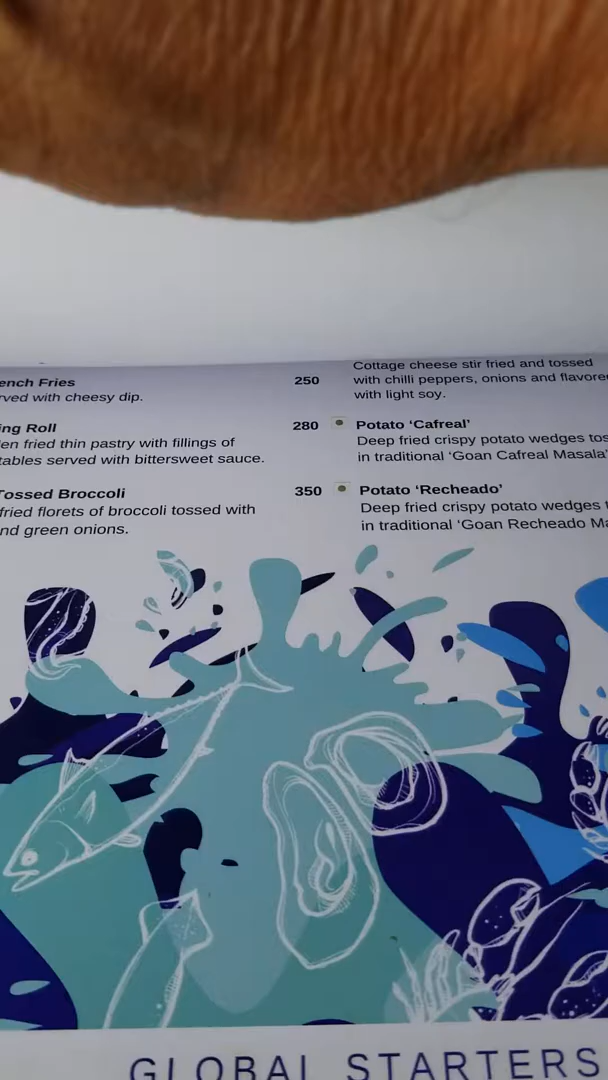 ench Fries 250
rved with cheesy dip.
ing Roll 280
en fried thin pastry with fillings of
tables served with bittersweet sauce.
Tossed Broccoli 350
fried florets of broccoli tossed with
nd green onions.
Cottage cheese stir fried and tossed
with chilli peppers, onions and flavore
with light soy.
Potato ‘Cafreal’
Deep fried crispy potato wedges tos
in traditional ‘Goan Cafreal Masala’
Potato ‘Recheado’
Deep fried crispy potato wedges t
in traditional ‘Goan Recheado Ma
GLOBAL STARTERS